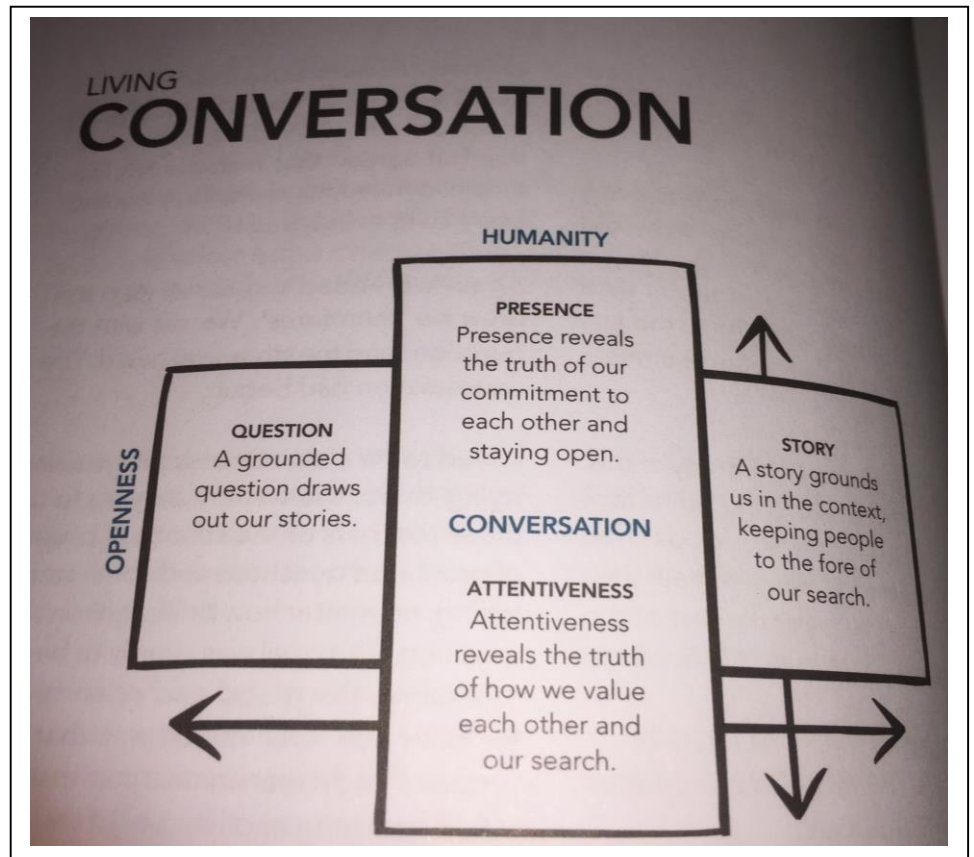 LIVING
CONVERSATION
HUMANITY
PRESENCE
Presence reveals
the truth of our
commitment to
each other and
staying open.
OPENNESS
QUESTION
A grounded
question draws
out our stories.
CONVERSATION
ATTENTIVENESS
Attentiveness
reveals the truth
of how we value
each other and
our search.
STORY
A story grounds
us in the context,
keeping people
to the fore of
our search.